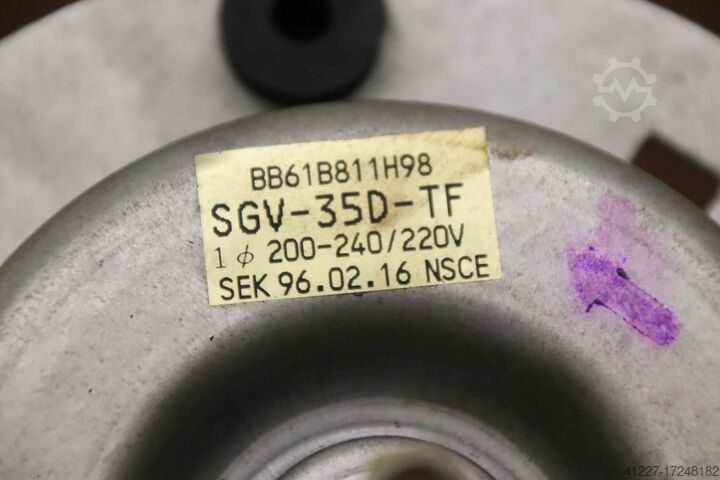 BB61B811H98
SGV-35D-TF
1φ 200-240/220V
SEK 96.02.16 NSCE
41227-17248182